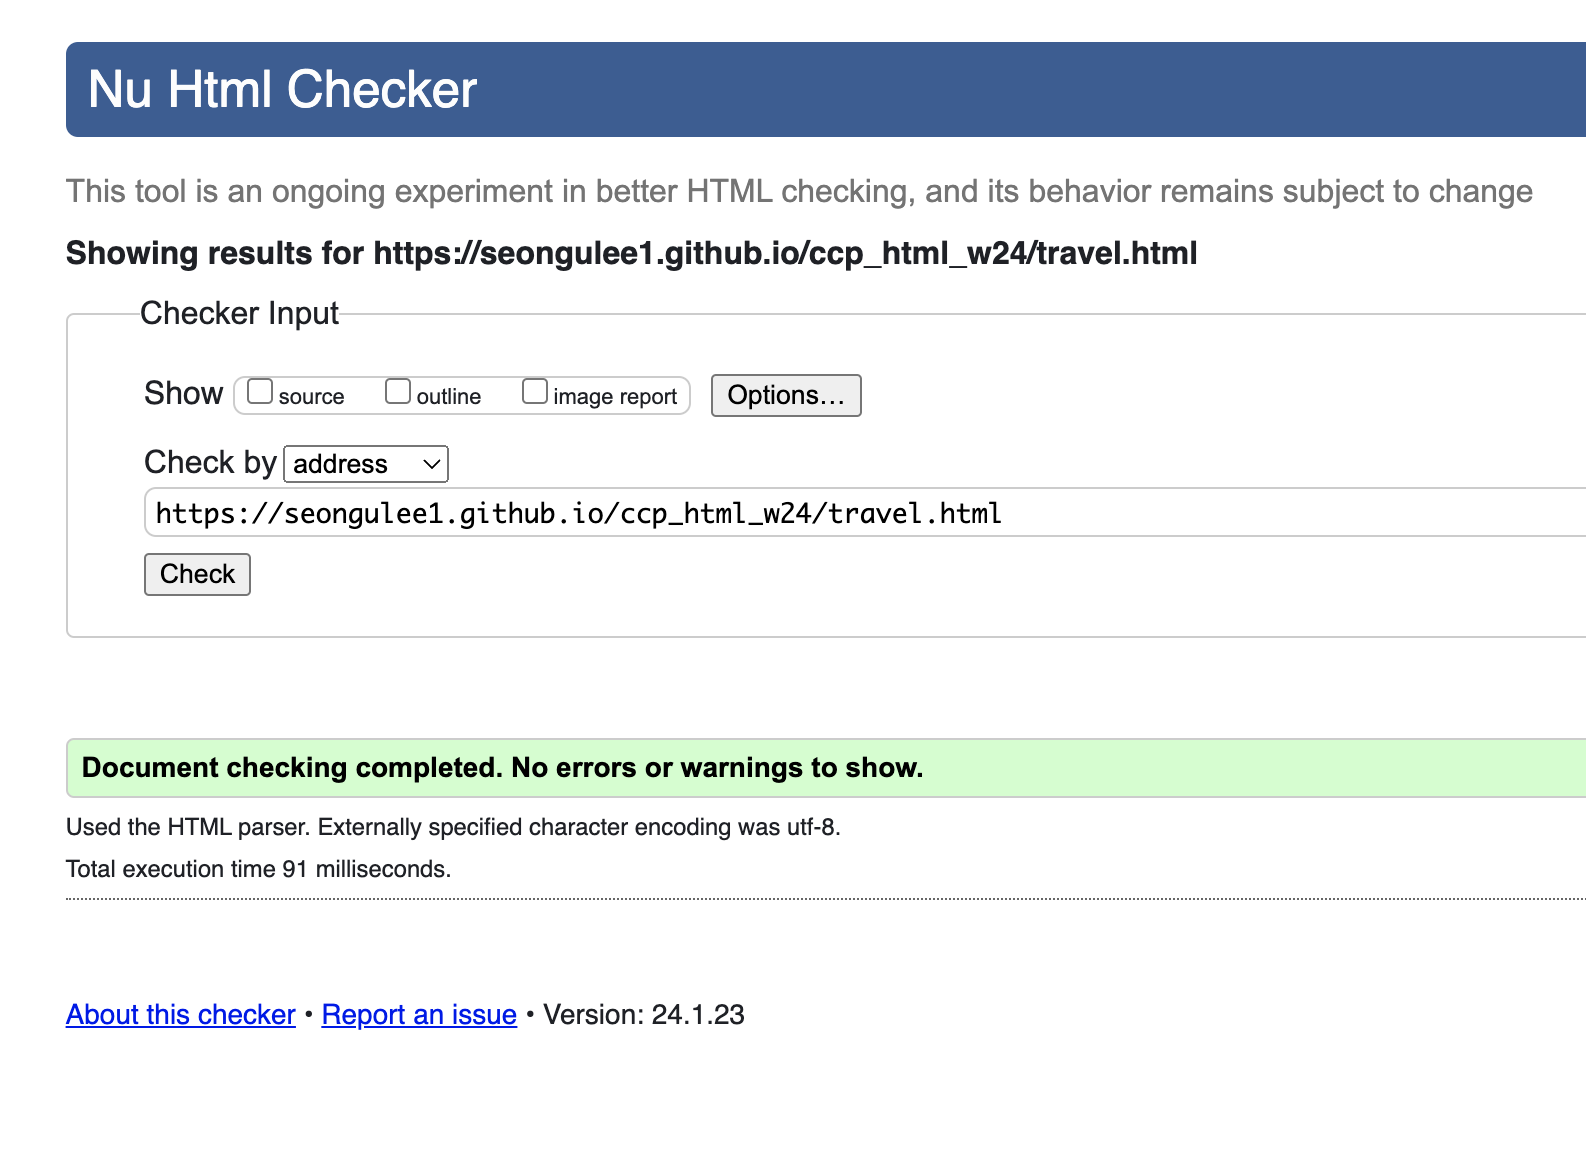 Nu Html Checker
This tool is an ongoing experiment in better HTML checking, and its behavior remains subject to change
Showing results for https://seongulee1.github.io/ccp_html_w24/travel.html
Checker Input
Show source outline image report Options…
Check by address
https://seongulee1.github.io/ccp_html_w24/travel.html
Check
Document checking completed. No errors or warnings to show.
Used the HTML parser. Externally specified character encoding was utf-8.
Total execution time 91 milliseconds.
About this checker • Report an issue • Version: 24.1.23